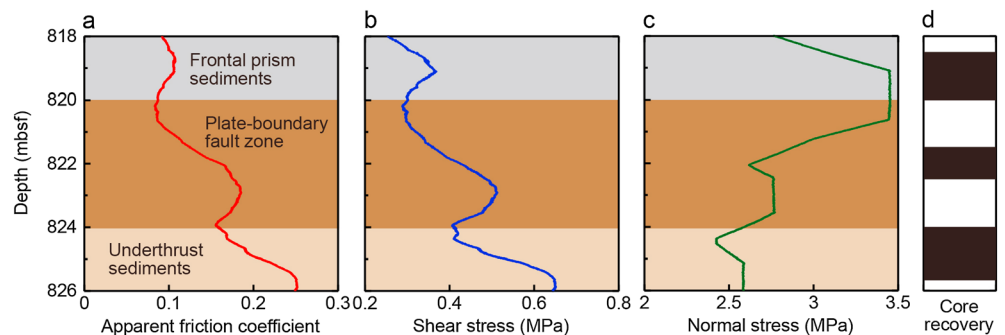 a
b
c
d
818
820
822
824
826
Depth (mbsf)
Frontal prism
sediments
Plate-boundary
fault zone
Underthrust
sediments
0 0.1 0.2 0.3
Apparent friction coefficient
0.2 0.4 0.6 0.8
Shear stress (MPa)
2 2.5 3 3.5
Normal stress (MPa)
Core
recovery